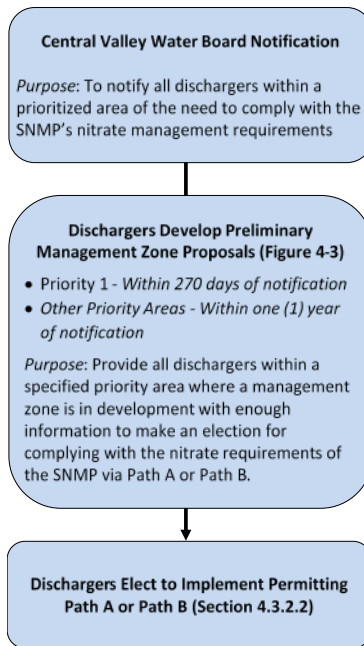 Central Valley Water Board Notification
Purpose: To notify all dischargers within a
prioritized area of the need to comply with the
SNMP's nitrate management requirements
Dischargers Develop Preliminary
Management Zone Proposals (Figure 4-3)
• Priority 1 - Within 270 days of notification
• Other Priority Areas - Within one (1) year
of notification
Purpose: Provide all dischargers within a
specified priority area where a management
zone is in development with enough
information to make an election for
complying with the nitrate requirements of
the SNMP via Path A or Path B.
Dischargers Elect to Implement Permitting
Path A or Path B (Section 4.3.2.2)